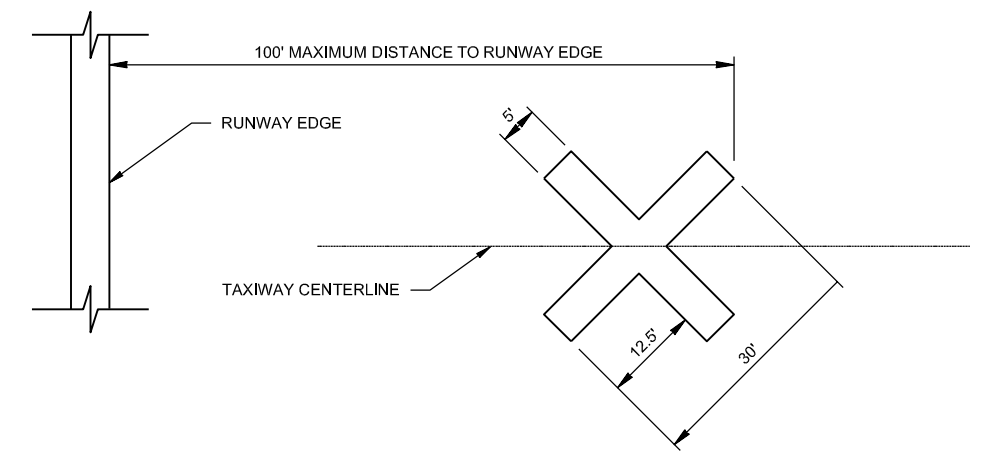 100' MAXIMUM DISTANCE TO RUNWAY EDGE
5'
RUNWAY EDGE
TAXIWAY CENTERLINE
12.5'
30'